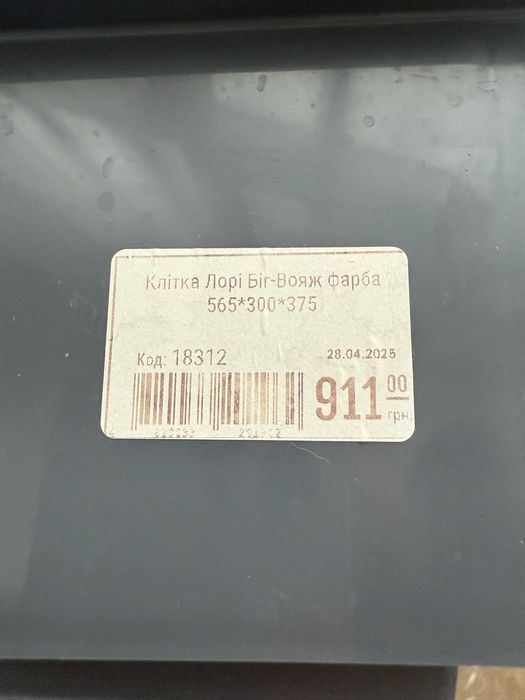 Клітка Лорі Біг-Вояж фарба
565*300*375
Код: 18312
28.04.2025
911 00
грн.